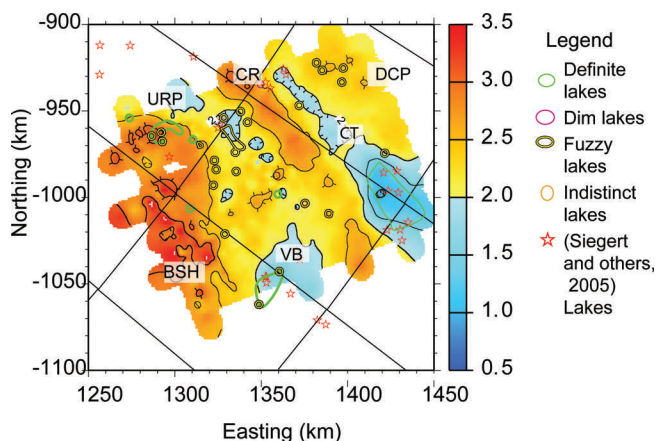 -900
-950
-1000
-1050
-1100
Northing (km)
1250
1300
1350
1400
1450
Easting (km)
URP
CR
DCP
CT
BSH
VB
2
3.5
3.0
2.5
2.0
1.5
1.0
0.5
Legend
Definite
lakes
Dim lakes
Fuzzy
lakes
Indistinct
lakes
(Siegert
and others,
2005)
Lakes